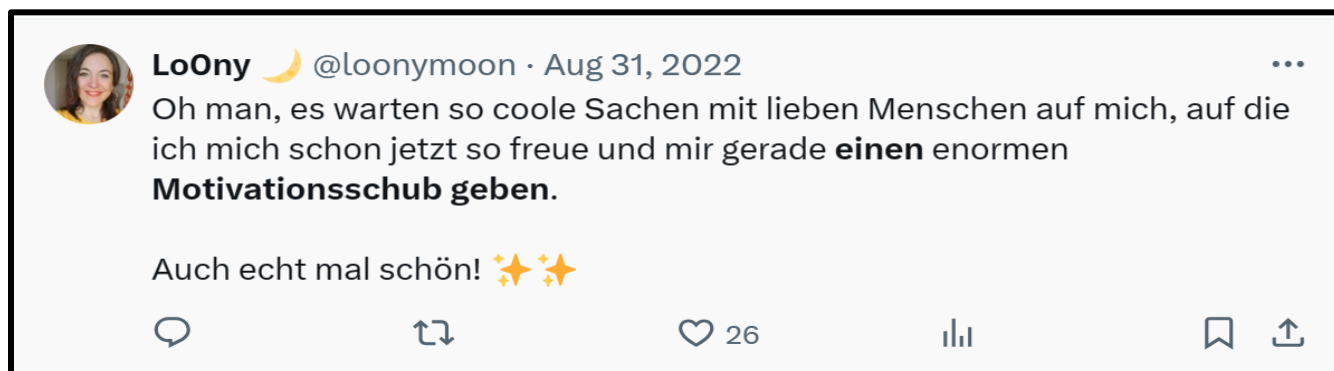 LoOny 🌙 @loonymoon · Aug 31, 2022
Oh man, es warten so coole Sachen mit lieben Menschen auf mich, auf die
ich mich schon jetzt so freue und mir gerade einen enormen
Motivationsschub geben.
Auch echt mal schön! ✨✨
26